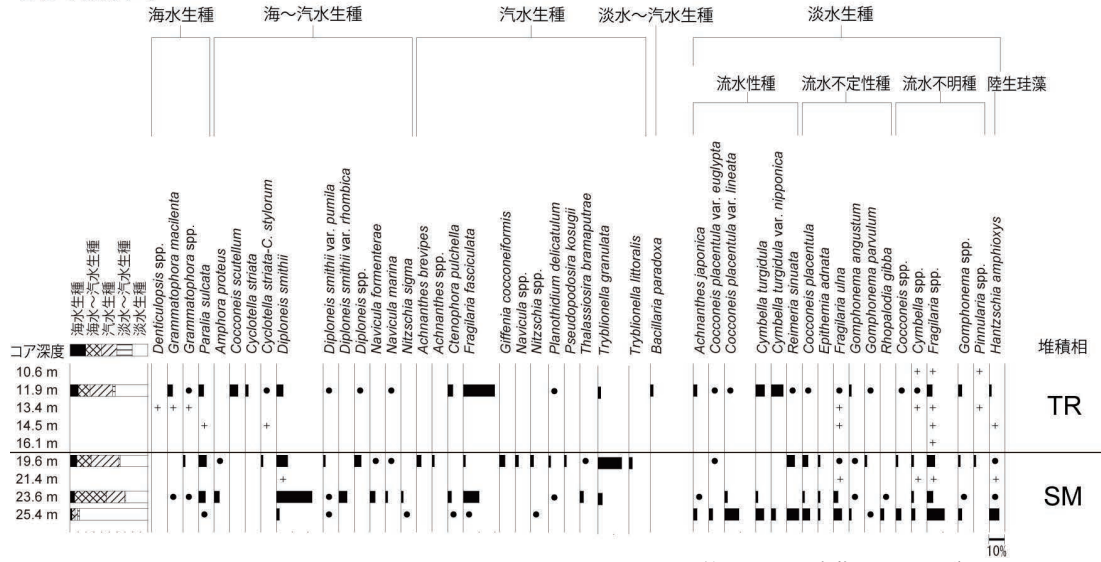 海水生種
海〜汽水生種
汽水生種
淡水〜汽水生種
淡水生種
流水性種
流水不定性種
流水不明種
陸生珪藻
海水生種
海水〜汽水生種
汽水生種
淡水〜汽水生種
淡水生種
Denticulopsis spp.
Grammatophora macilenta
Grammatophora spp.
Paralia sulcata
Amphora proteus
Cocconeis scutellum
Cyclotella striata
Cyclotella striata-C. stylorum
Diploneis smithii
Diploneis smithii var. pumila
Diploneis smithii var. rhombica
Diploneis spp.
Navicula formenterae
Navicula marina
Nitzschia sigma
Achnanthes brevipes
Achnanthes spp.
Ctenophora pulchella
Fragilaria fasciculata
Giffenia cocconeiformis
Navicula spp.
Nitzschia spp.
Planothidium delicatulum
Pseudopodosira kosugii
Thalassiosira bramaputrae
Tryblionella granulata
Tryblionella littoralis
Bacillaria paradoxa
Achnanthes japonica
Cocconeis placentula var. euglypta
Cocconeis placentula var. lineata
Cymbella turgidula
Cymbella turgidula var. nipponica
Reimeria sinuata
Cocconeis placentula
Epithemia adnata
Fragilaria ulna
Gomphonema angustum
Gomphonema parvulum
Rhopalodia gibba
Cocconeis spp.
Cymbella spp.
Fragilaria spp.
Gomphonema spp.
Pinnularia spp.
Hantzschia amphioxys
コア深度
堆積相
10.6 m
11.9 m
13.4 m
14.5 m
16.1 m
TR
19.6 m
21.4 m
23.6 m
25.4 m
SM
10%